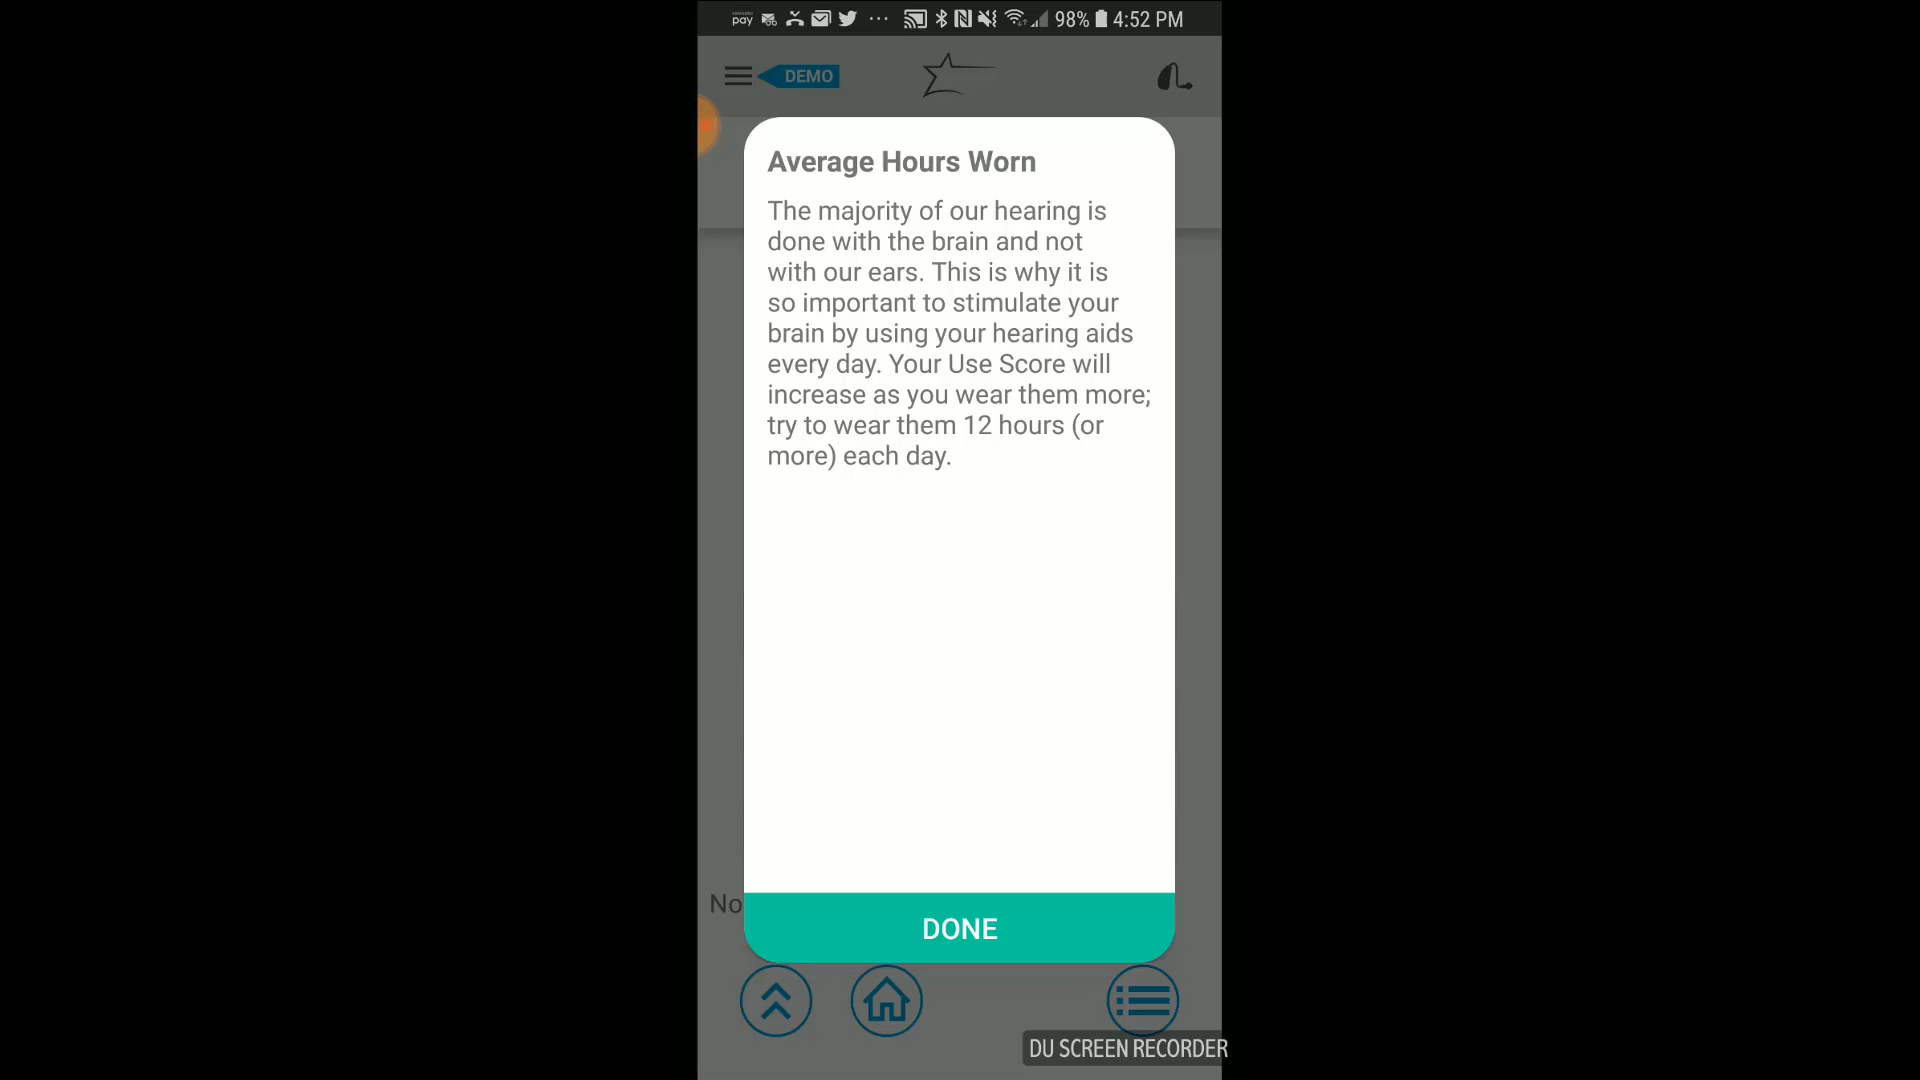 pay 98% 4:52 PM
DEMO
Average Hours Worn
The majority of our hearing is
done with the brain and not
with our ears. This is why it is
so important to stimulate your
brain by using your hearing aids
every day. Your Use Score will
increase as you wear them more;
try to wear them 12 hours (or
more) each day.
No
DONE
DU SCREEN RECORDER